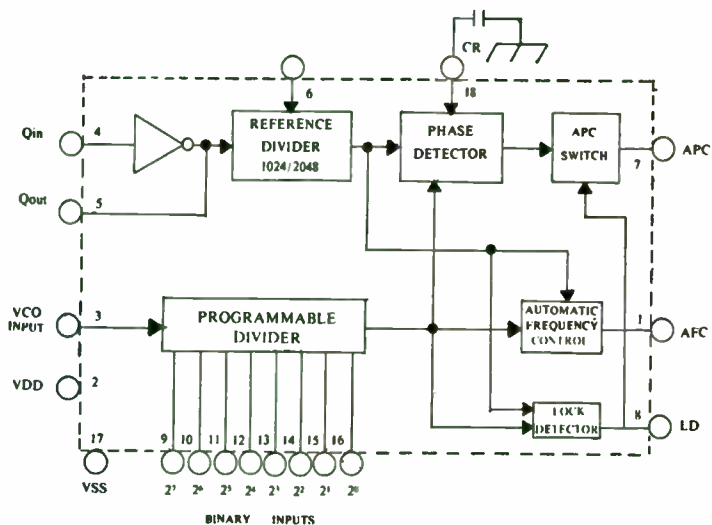 CR
6
18
Qin
4
REFERENCE
DIVIDER
1024/2048
PHASE
DETECTOR
APC
SWITCH
7
APC
Qout
5
VCO
INPUT
3
PROGRAMMABLE
DIVIDER
AUTOMATIC
FREQUENCY
CONTROL
1
AFC
VDD
2
LOCK
DETECTOR
8
LD
17
VSS
9 10 11 12 13 14 15 16
2⁷ 2⁶ 2⁵ 2⁴ 2³ 2² 2¹ 2⁰
BINARY INPUTS